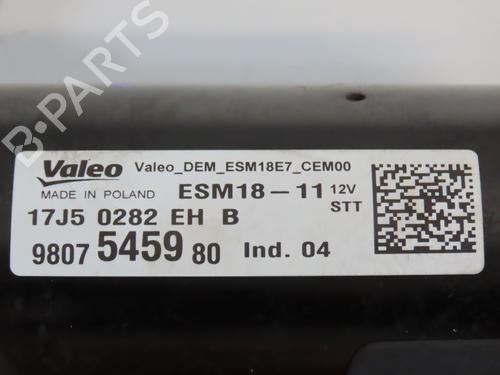 Valeo Valeo_DEM_ESM18E7_CEM00
MADE IN POLAND ESM18-11 12V
STT
17J5 0282 EH B
9807 5459 80 Ind. 04
B-PARTS